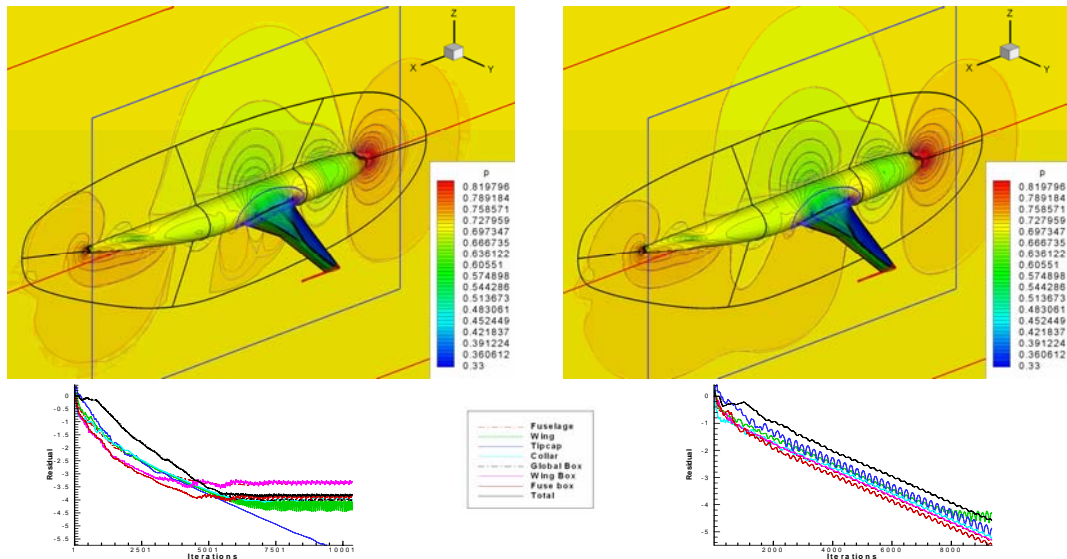 Z
X
Y
p
0.819796
0.789184
0.758571
0.727959
0.697347
0.666735
0.636122
0.60551
0.574898
0.544286
0.513673
0.483061
0.452449
0.421837
0.391224
0.360612
0.33
Z
X
Y
p
0.819796
0.789184
0.758571
0.727959
0.697347
0.666735
0.636122
0.60551
0.574898
0.544286
0.513673
0.483061
0.452449
0.421837
0.391224
0.360612
0.33
Residual
0
-0.5
-1
-1.5
-2
-2.5
-3
-3.5
-4
-4.5
-5
-5.5
1 2501 5001 7501 10001
Iterations
Fuselage
Wing
Tipcap
Collar
Global Box
Wing Box
Fuse box
Total
Residual
0
-1
-2
-3
-4
-5
2000 4000 6000 8000
Iterations